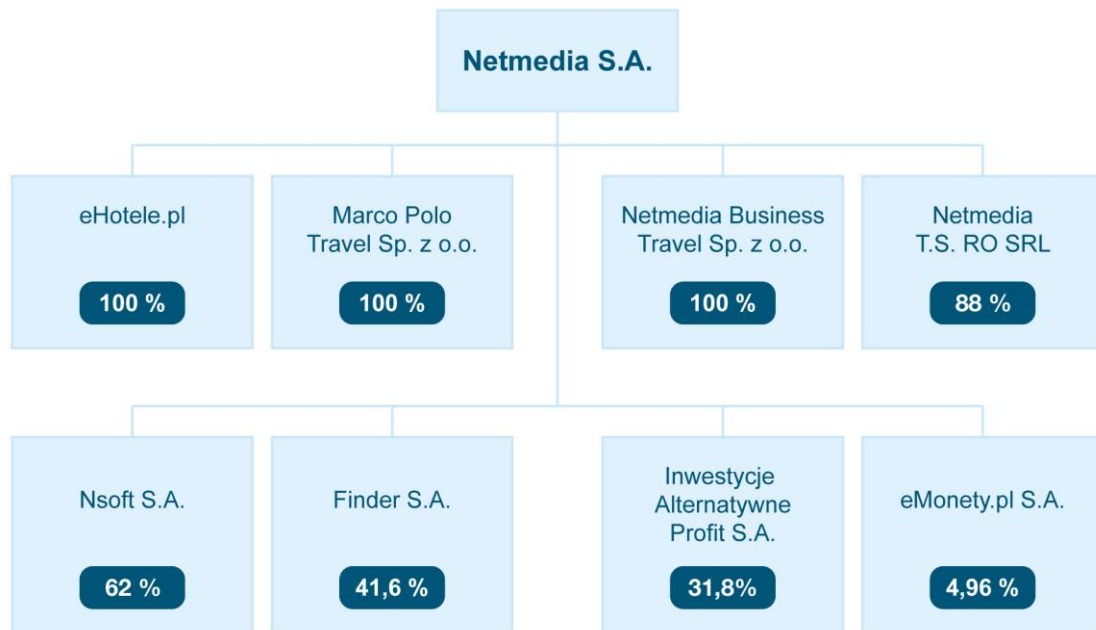 Netmedia S.A.
eHotele.pl
100 %
Marco Polo
Travel Sp. z o.o.
100 %
Netmedia Business
Travel Sp. z o.o.
100 %
Netmedia
T.S. RO SRL
88 %
Nsoft S.A.
62 %
Finder S.A.
41,6 %
Inwestycje
Alternatywne
Profit S.A.
31,8%
eMonety.pl S.A.
4,96 %